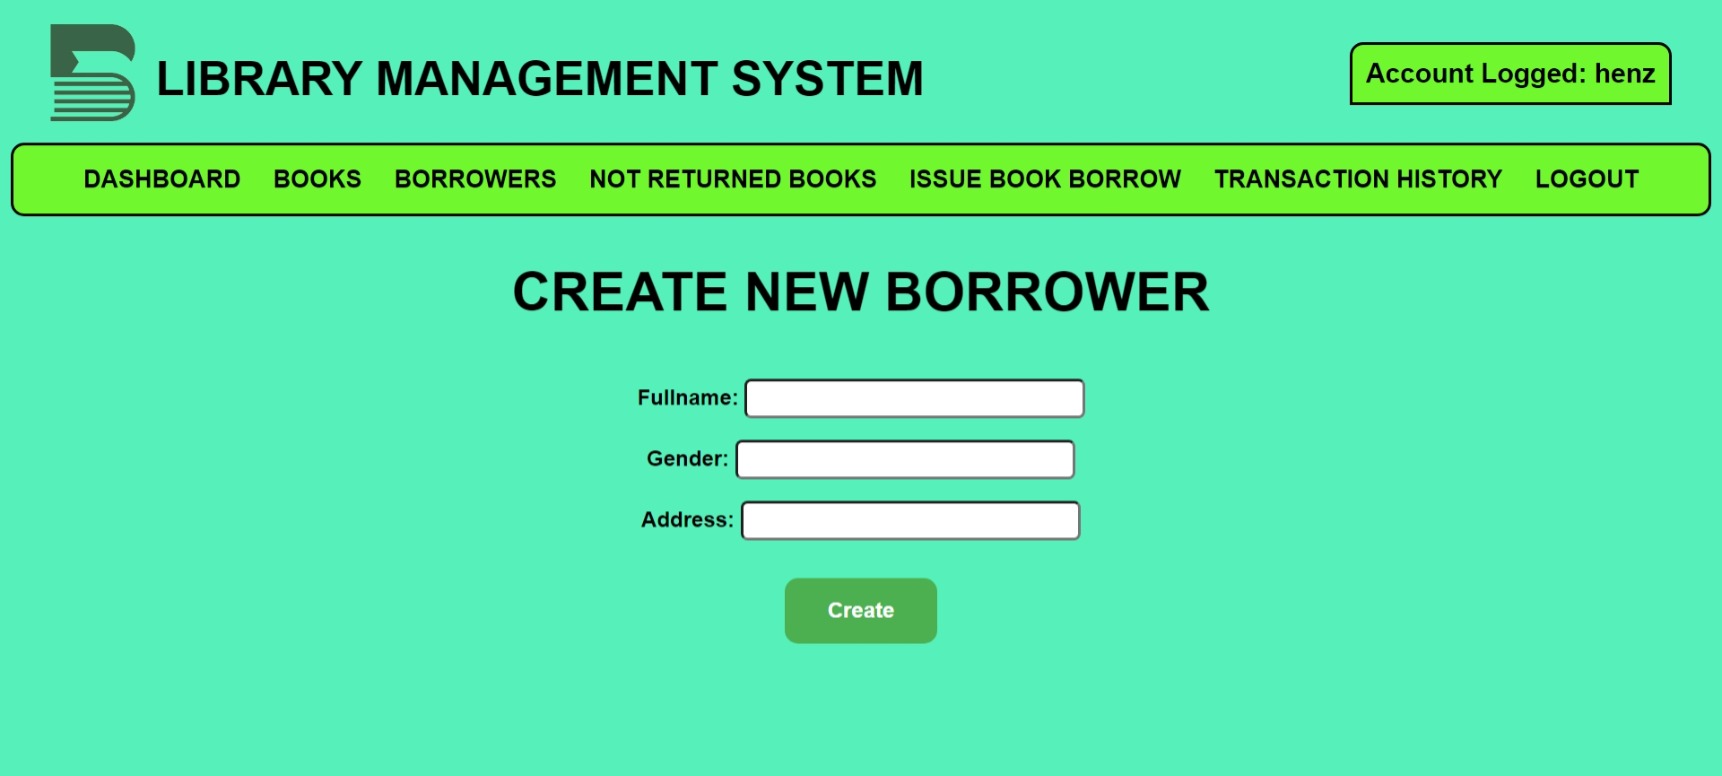 LIBRARY MANAGEMENT SYSTEM
Account Logged: henz
DASHBOARD BOOKS BORROWERS NOT RETURNED BOOKS ISSUE BOOK BORROW TRANSACTION HISTORY LOGOUT
CREATE NEW BORROWER
Fullname:
Gender:
Address:
Create